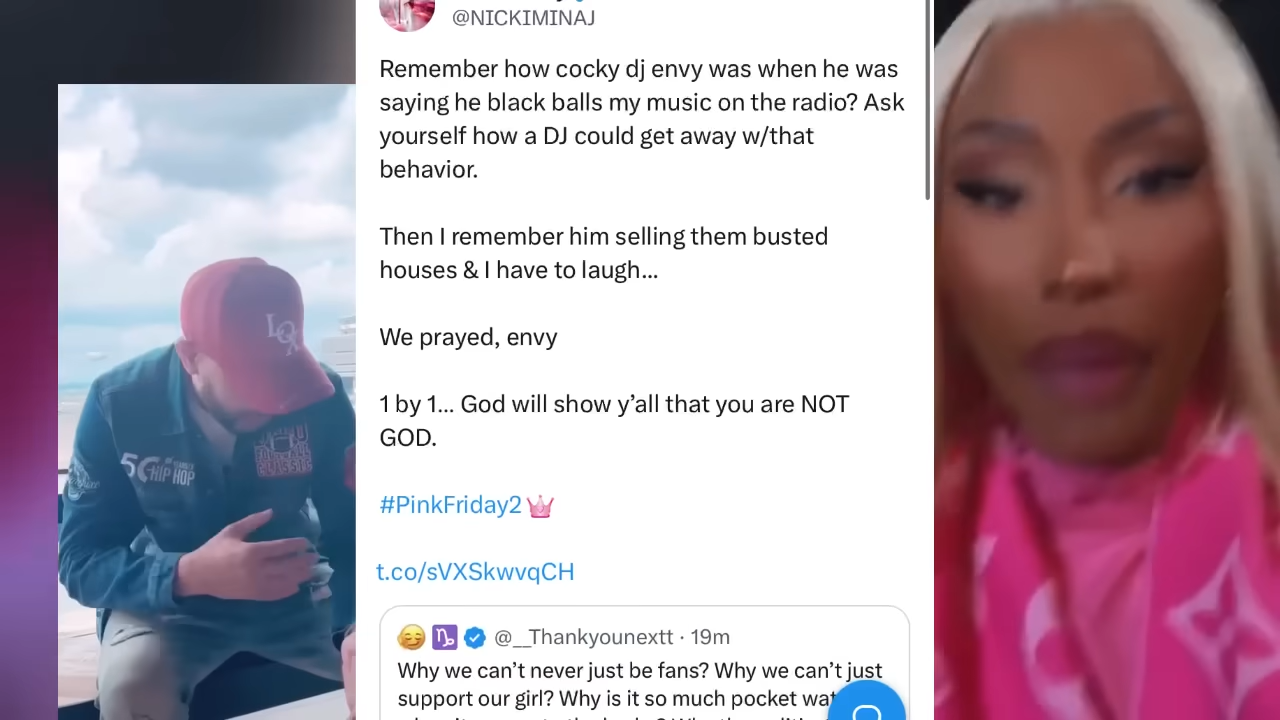 @NICKIMINAJ
Remember how cocky dj envy was when he was
saying he black balls my music on the radio? Ask
yourself how a DJ could get away w/that
behavior.
Then I remember him selling them busted
houses & I have to laugh...
We prayed, envy
1 by 1... God will show y’all that you are NOT
GOD.
#PinkFriday2
t.co/sVXSkwvqCH
@__Thankyounextt · 19m
Why we can’t never just be fans? Why we can’t just
support our girl? Why is it so much pocket
50
HIP HOP
CLASSIC